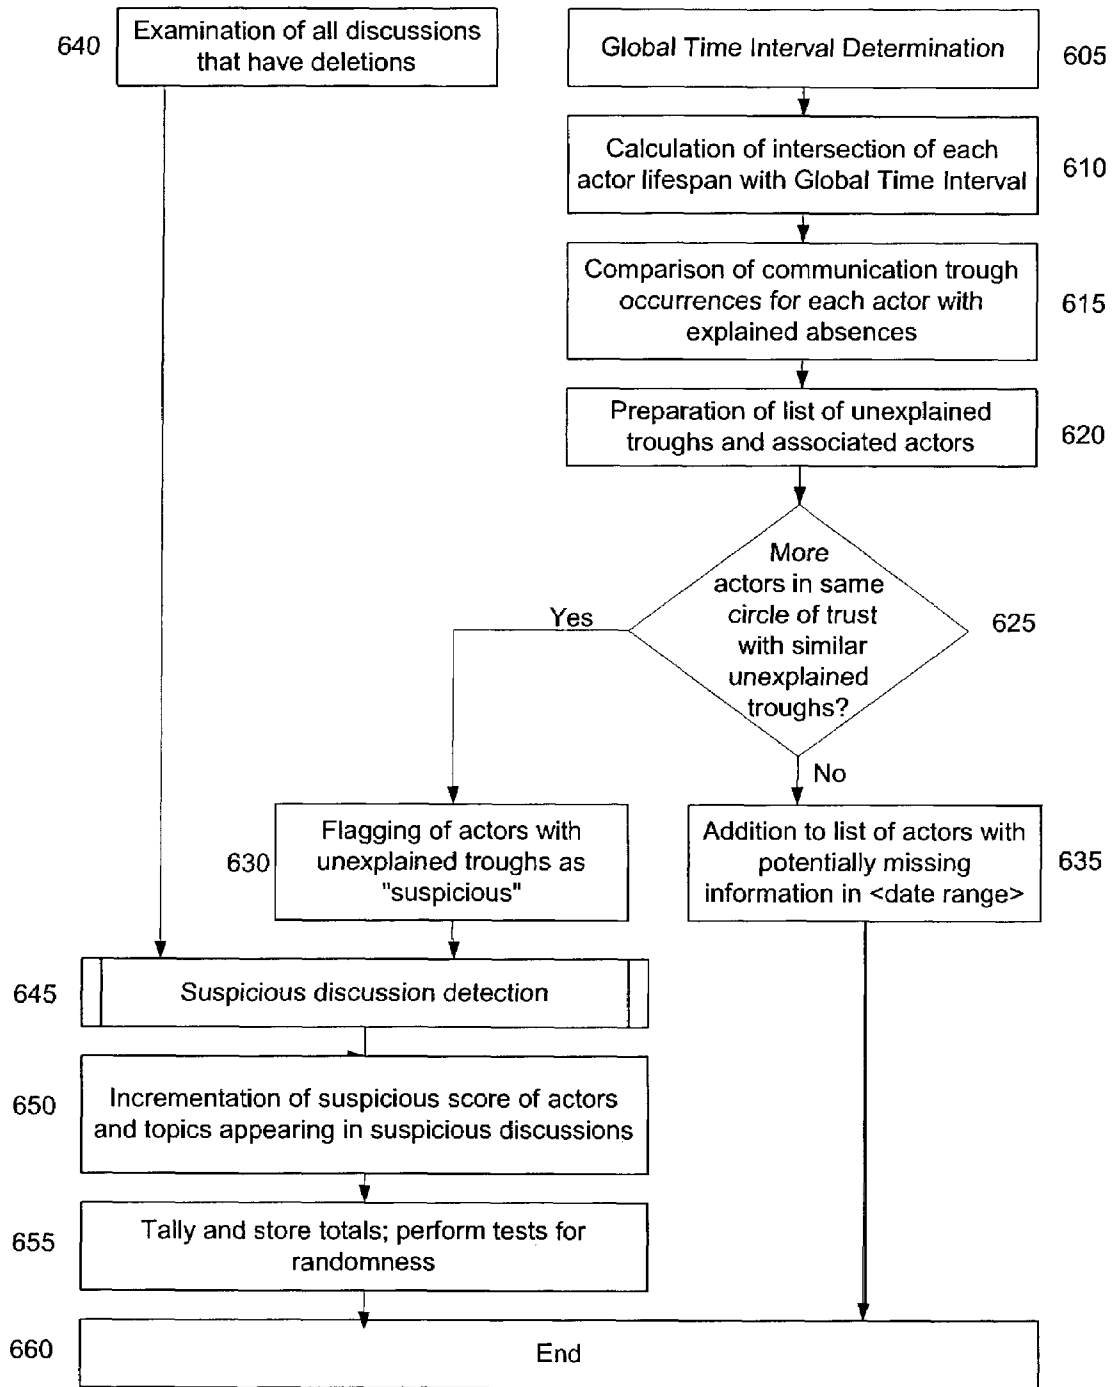 640
Examination of all discussions
that have deletions
Global Time Interval Determination
605
Calculation of intersection of each
actor lifespan with Global Time Interval
610
Comparison of communication trough
occurrences for each actor with
explained absences
615
Preparation of list of unexplained
troughs and associated actors
620
More
actors in same
circle of trust
with similar
unexplained
troughs?
625
Yes
No
630
Flagging of actors with
unexplained troughs as
"suspicious"
Addition to list of actors with
potentially missing
information in <date range>
635
645
Suspicious discussion detection
650
Incrementation of suspicious score of actors
and topics appearing in suspicious discussions
655
Tally and store totals; perform tests for
randomness
660
End